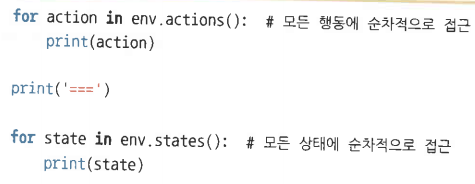 for action in env.actions():  # 모든 행동에 순차적으로 접근
    print(action)

print('===')

for state in env.states():  # 모든 상태에 순차적으로 접근
    print(state)